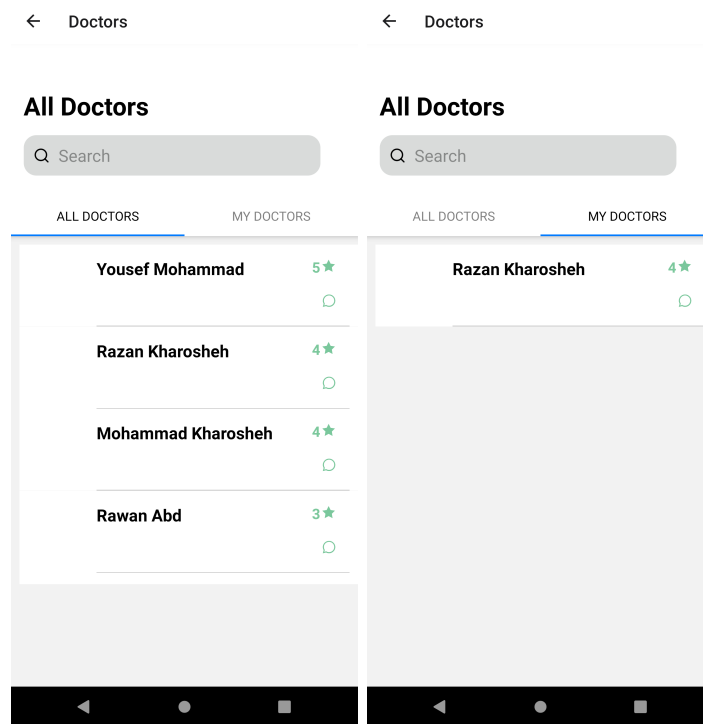 Doctors
All Doctors
Search
ALL DOCTORS MY DOCTORS
Yousef Mohammad 5
Razan Kharosheh 4
Mohammad Kharosheh 4
Rawan Abd 3
Doctors
All Doctors
Search
ALL DOCTORS MY DOCTORS
Razan Kharosheh 4